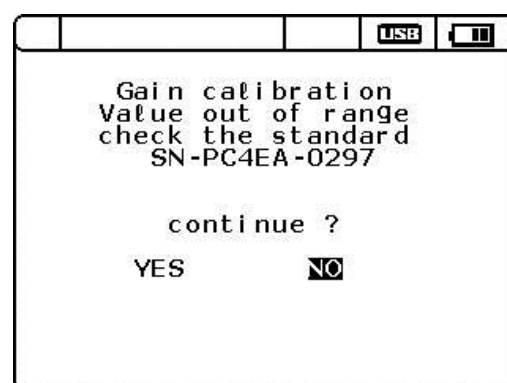 USB
Gain calibration
Value out of range
check the standard
SN-PC4EA-0297
continue ?
YES NO